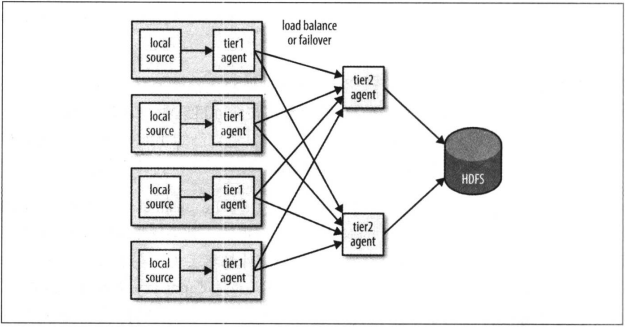 load balance
or failover
local
source
tier1
agent
local
source
tier1
agent
local
source
tier1
agent
local
source
tier1
agent
tier2
agent
tier2
agent
HDFS